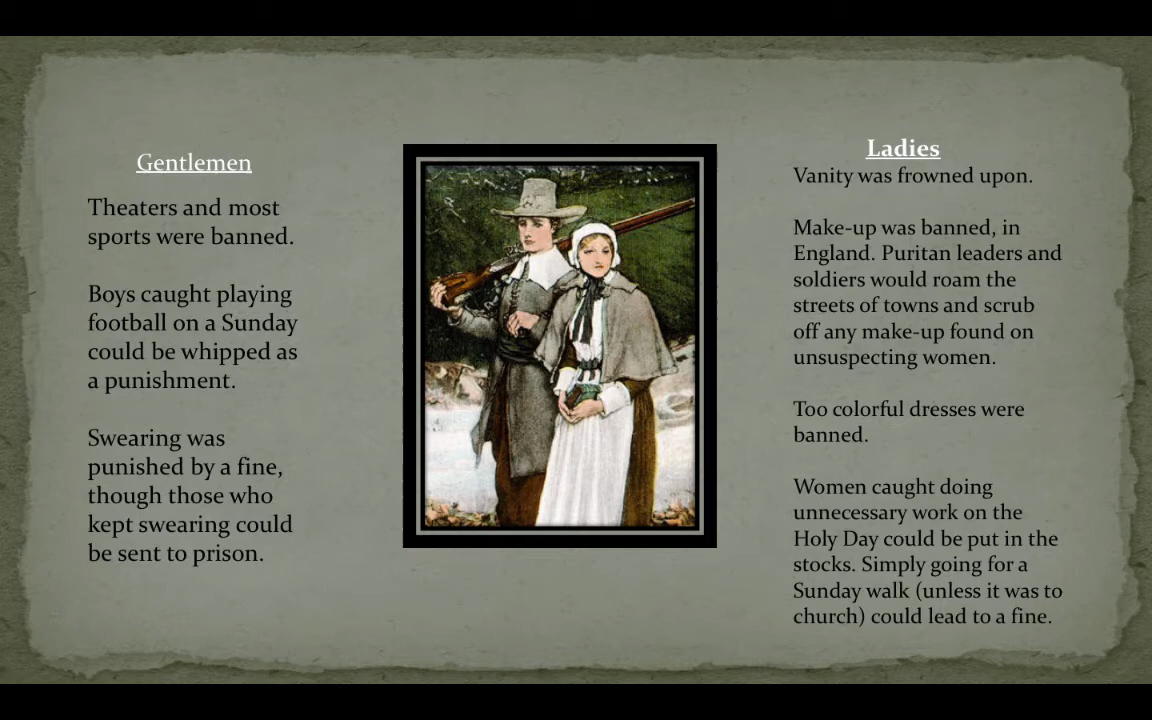 Gentlemen
Theaters and most
sports were banned.
Boys caught playing
football on a Sunday
could be whipped as
a punishment.
Swearing was
punished by a fine,
though those who
kept swearing could
be sent to prison.
Ladies
Vanity was frowned upon.
Make-up was banned, in
England. Puritan leaders and
soldiers would roam the
streets of towns and scrub
off any make-up found on
unsuspecting women.
Too colorful dresses were
banned.
Women caught doing
unnecessary work on the
Holy Day could be put in the
stocks. Simply going for a
Sunday walk (unless it was to
church) could lead to a fine.